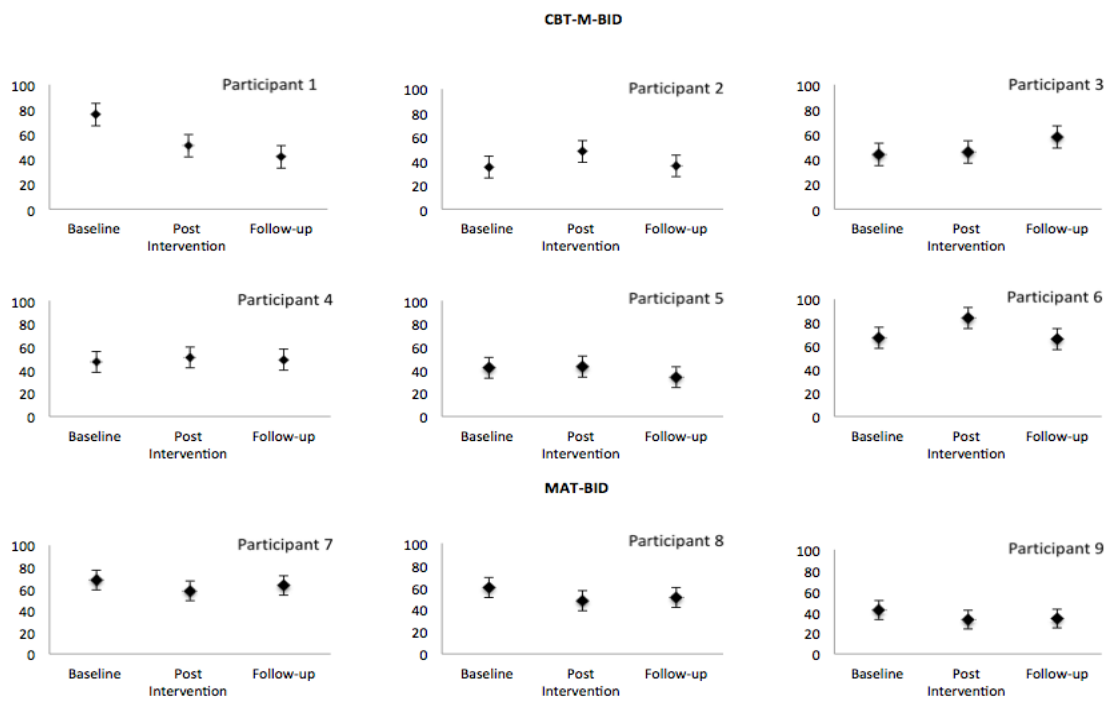 CBT-M-BID
Participant 1
100
80
60
40
20
0
Baseline
Post
Intervention
Follow-up
Participant 2
100
80
60
40
20
0
Baseline
Post
Intervention
Follow-up
Participant 3
100
80
60
40
20
0
Baseline
Post
Intervention
Follow-up
Participant 4
100
80
60
40
20
0
Baseline
Post
Intervention
Follow-up
Participant 5
100
80
60
40
20
0
Baseline
Post
Intervention
Follow-up
Participant 6
100
80
60
40
20
0
Baseline
Post
Intervention
Follow-up
MAT-BID
Participant 7
100
80
60
40
20
0
Baseline
Post
Intervention
Follow-up
Participant 8
100
80
60
40
20
0
Baseline
Post
Intervention
Follow-up
Participant 9
100
80
60
40
20
0
Baseline
Post
Intervention
Follow-up